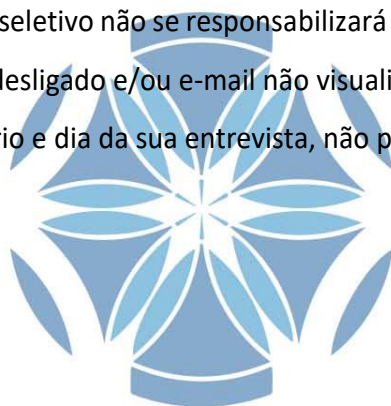 seletivo não se responsabilizará
desligado e/ou e-mail não visuali
rio e dia da sua entrevista, não p